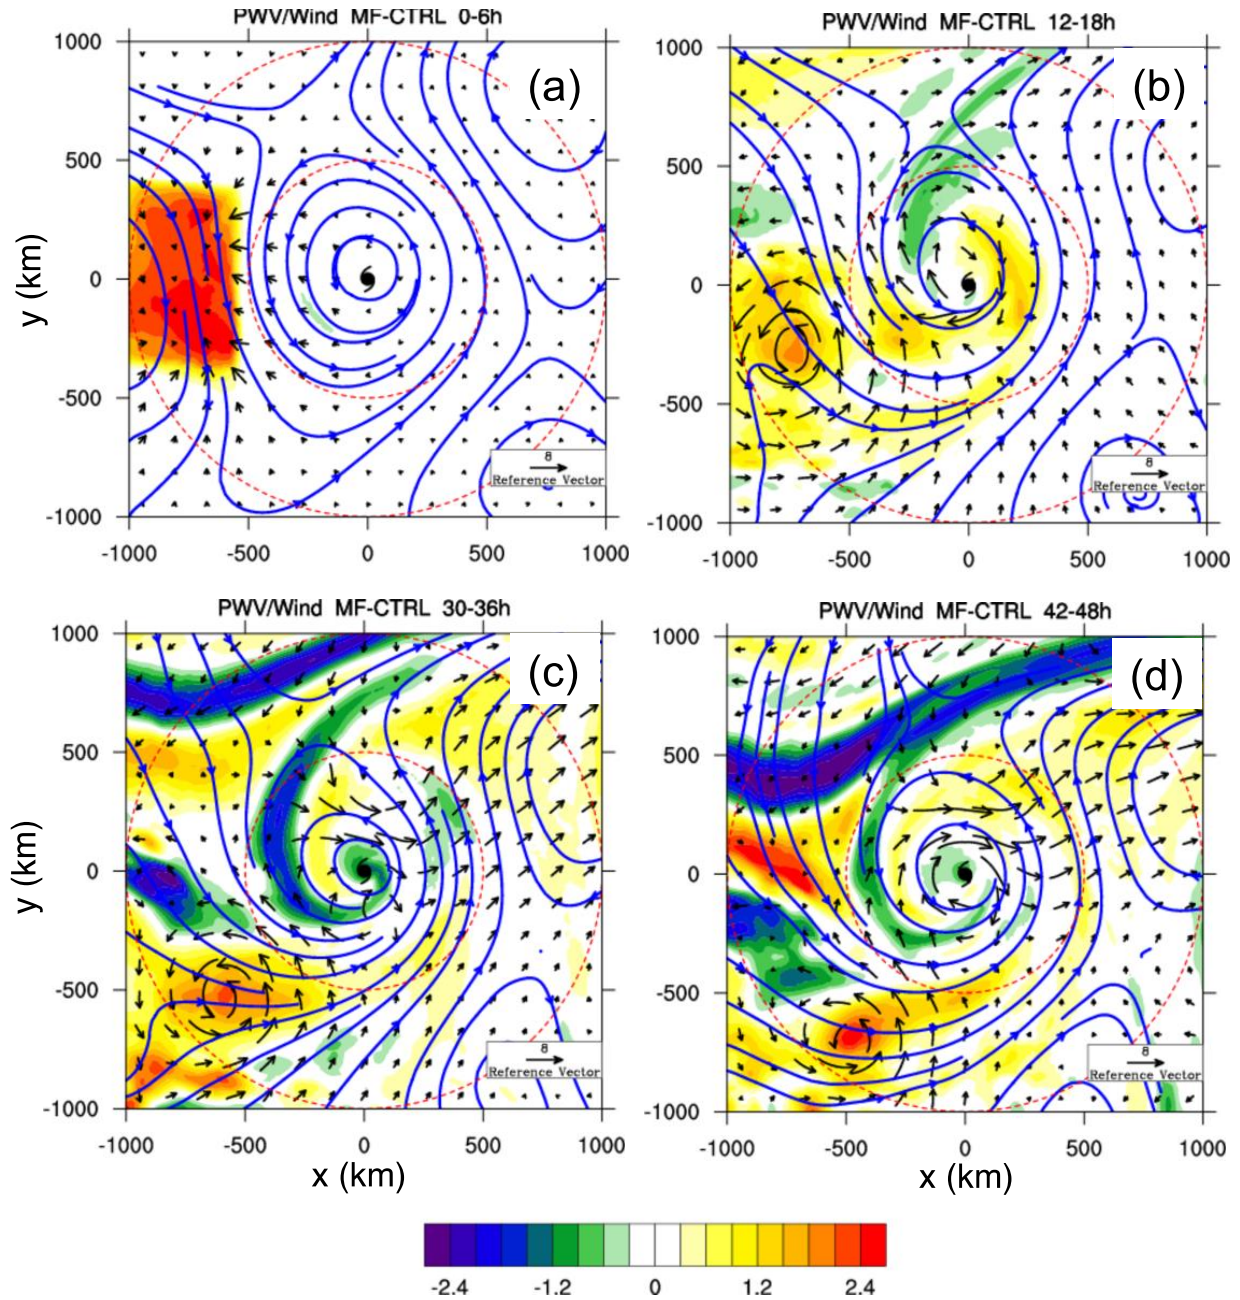 PWV/Wind MF-CTRL 0-6h
PWV/Wind MF-CTRL 12-18h
(a)
(b)
1000
500
0
-500
-1000
y (km)
8
Reference Vector
-1000 -500 0 500 1000
1000
500
0
-500
-1000
8
Reference Vector
-1000 -500 0 500 1000
PWV/Wind MF-CTRL 30-36h
PWV/Wind MF-CTRL 42-48h
(c)
(d)
1000
500
0
-500
-1000
y (km)
8
Reference Vector
-1000 -500 0 500 1000
x (km)
1000
500
0
-500
-1000
8
Reference Vector
-1000 -500 0 500 1000
x (km)
-2.4 -1.2 0 1.2 2.4